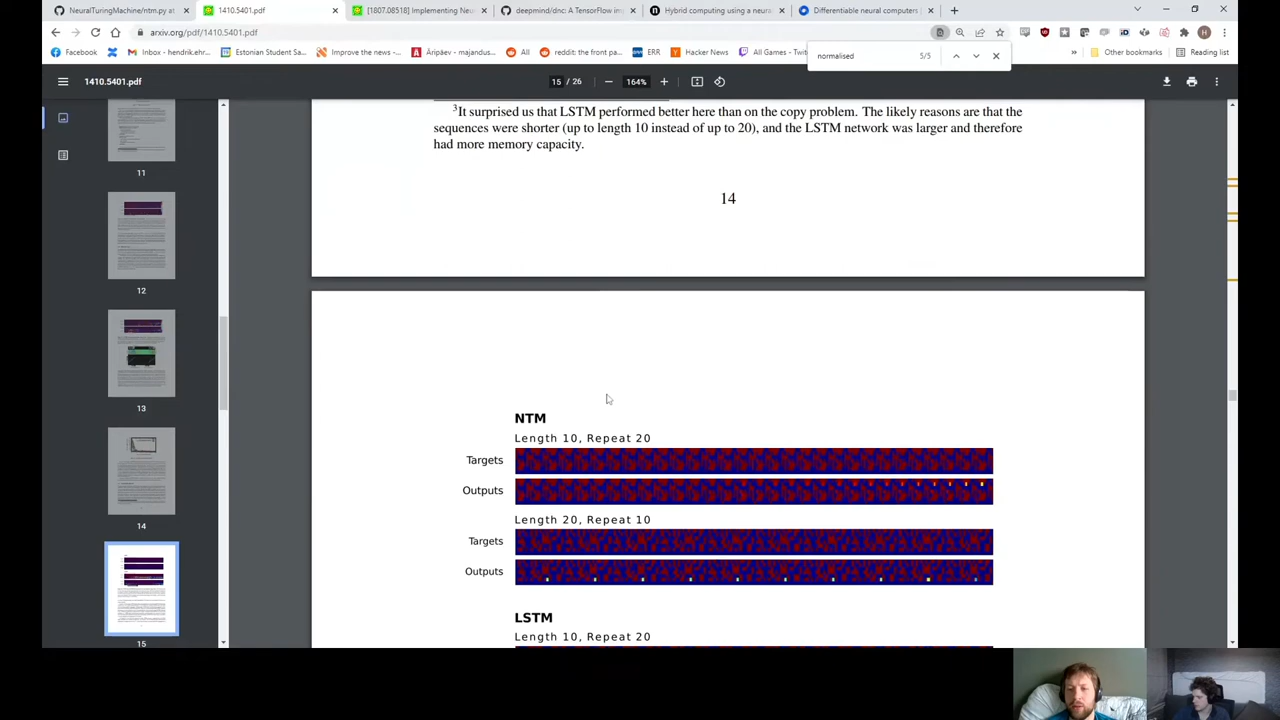 NeuralTuringMachine/ntm.py at
1410.5401.pdf
[1807.08518] Implementing Neu
deepmind/dnc: A TensorFlow im
Hybrid computing using a neural
Differentiable neural computers
arxiv.org/pdf/1410.5401.pdf
Facebook
Inbox - hendrik.ehr...
Estonian Student Sa...
Improve the news -...
Äripäev - majandus...
All
reddit: the front pa...
ERR
Hacker News
All Games - Twitc
Other bookmarks
Reading list
normalised
5/5
1410.5401.pdf
15 / 26
164%
11
12
13
14
15
3It surprised us that LSTM performed better here than on the copy problem. The likely reasons are that the
sequences were shorter (up to length 10 instead of up to 20), and the LSTM network was larger and therefore
had more memory capacity.
14
NTM
Length 10, Repeat 20
Targets
Outputs
Length 20, Repeat 10
Targets
Outputs
LSTM
Length 10, Repeat 20